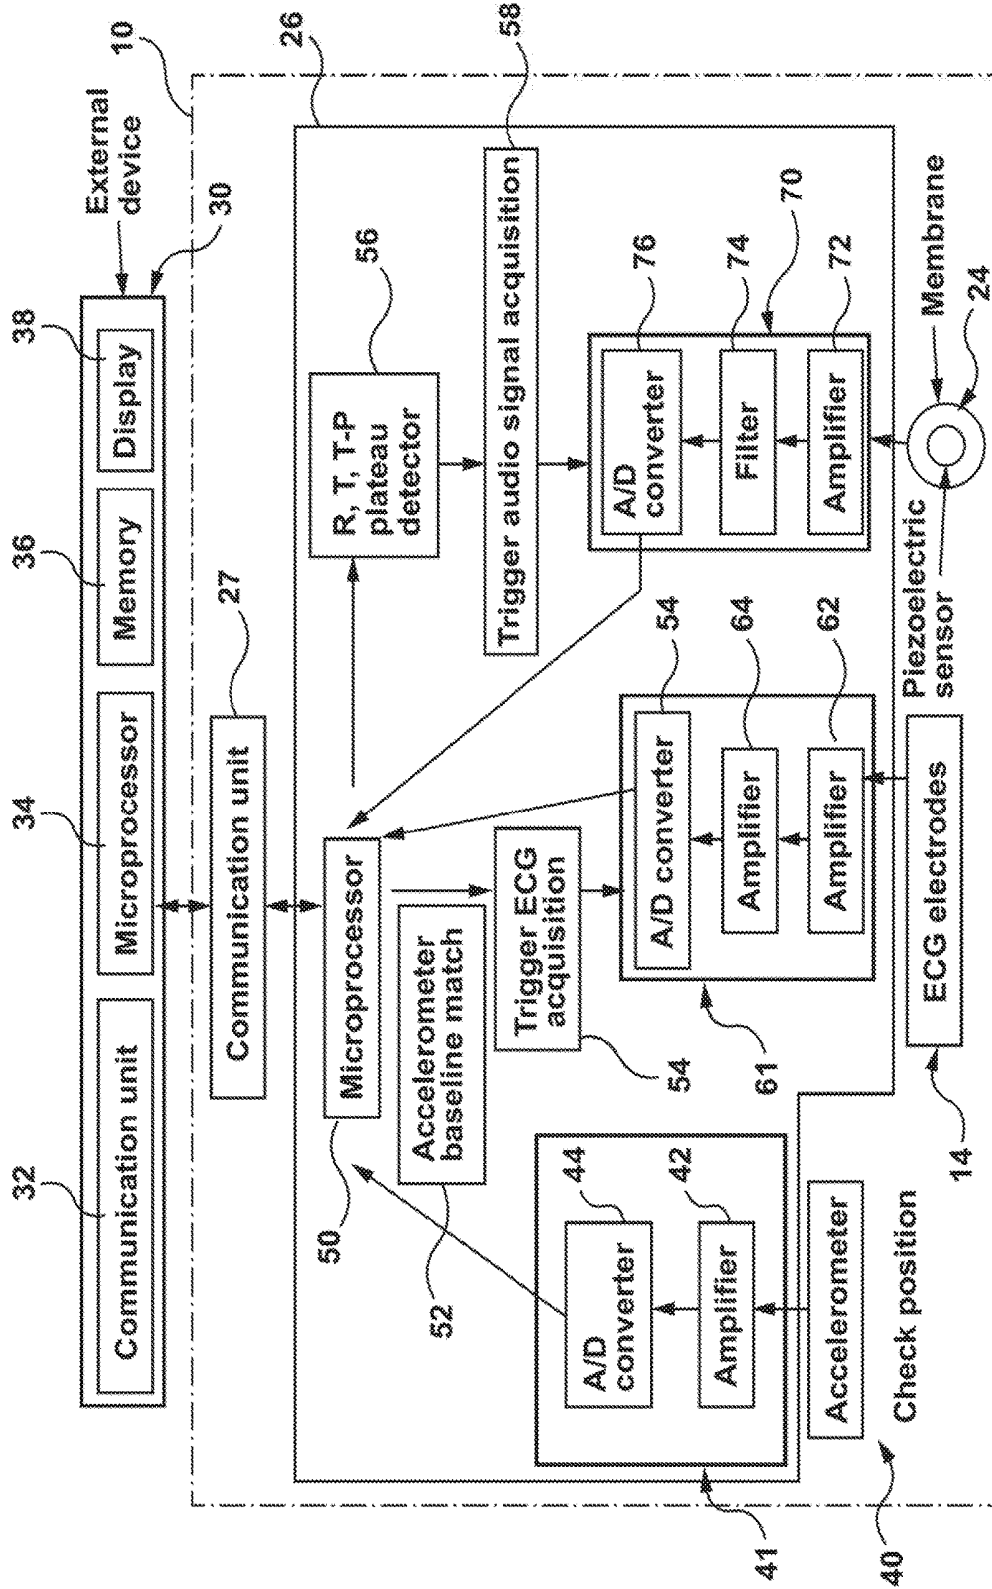 32
34
36
38
External
device
30
10
Communication unit
Microprocessor
Memory
Display
27
26
Communication unit
50
Microprocessor
R, T, T-P
plateau
detector
56
52
Accelerometer
baseline match
Trigger audio signal acquisition
58
54
Trigger ECG
acquisition
44
A/D
converter
54
A/D converter
76
A/D
converter
42
Amplifier
64
Amplifier
74
Filter
70
41
61
62
Amplifier
72
Amplifier
40
Accelerometer
Check position
14
ECG electrodes
Piezoelectric
sensor
Membrane
24